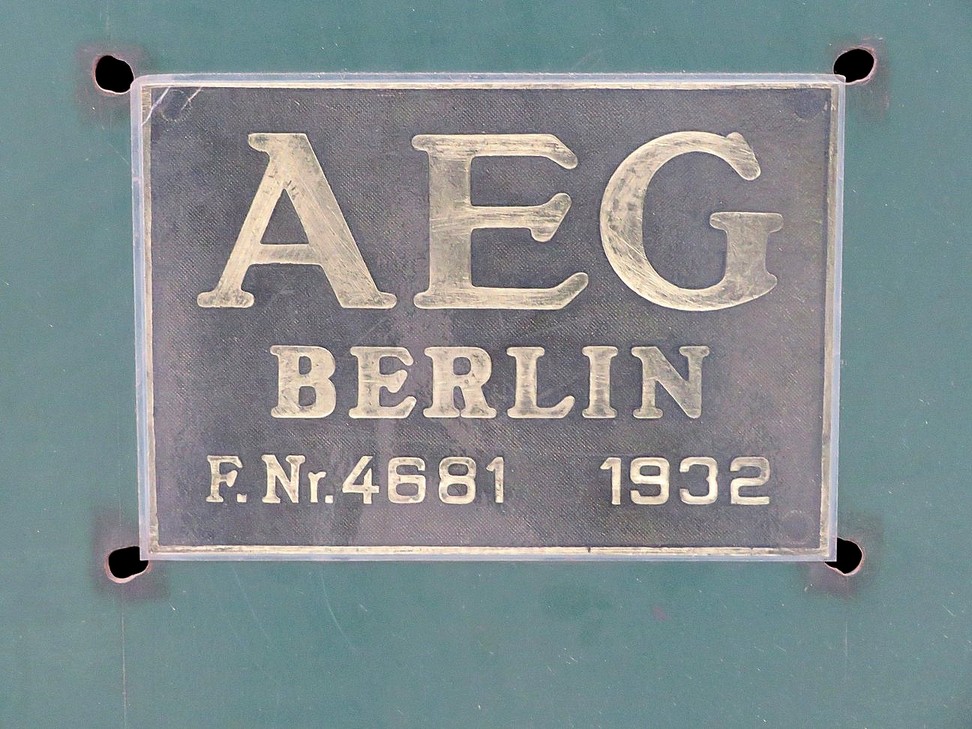 AEG
BERLIN
F. Nr. 4681 1932